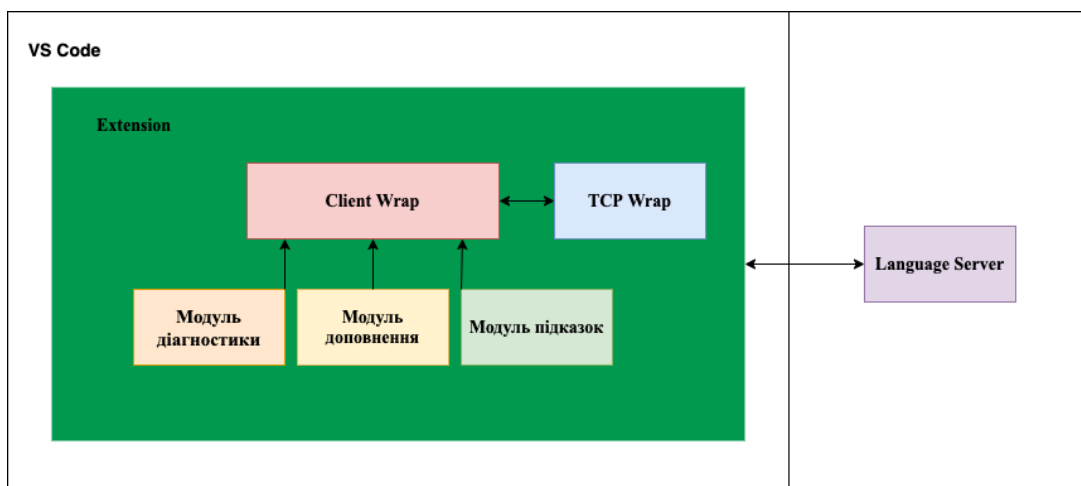 VS Code
Extension
Client Wrap
TCP Wrap
Language Server
Модуль
діагностики
Модуль
доповнення
Модуль підказок